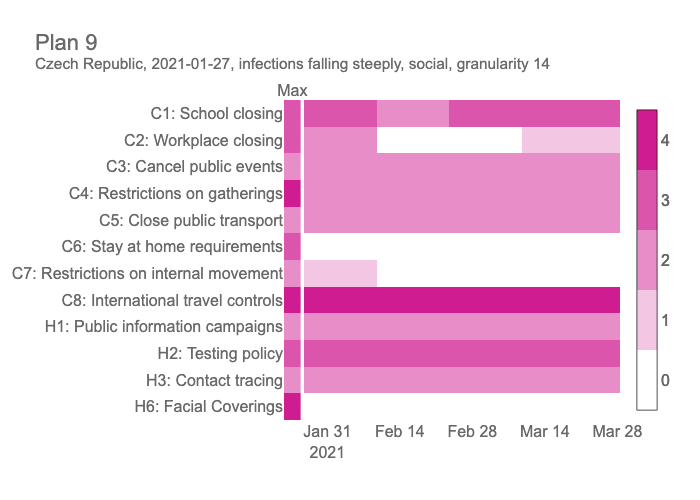 Plan 9
Czech Republic, 2021-01-27, infections falling steeply, social, granularity 14
Max
C1: School closing
C2: Workplace closing
C3: Cancel public events
C4: Restrictions on gatherings
C5: Close public transport
C6: Stay at home requirements
C7: Restrictions on internal movement
C8: International travel controls
H1: Public information campaigns
H2: Testing policy
H3: Contact tracing
H6: Facial Coverings
4
3
2
1
0
Jan 31 Feb 14 Feb 28 Mar 14 Mar 28
2021